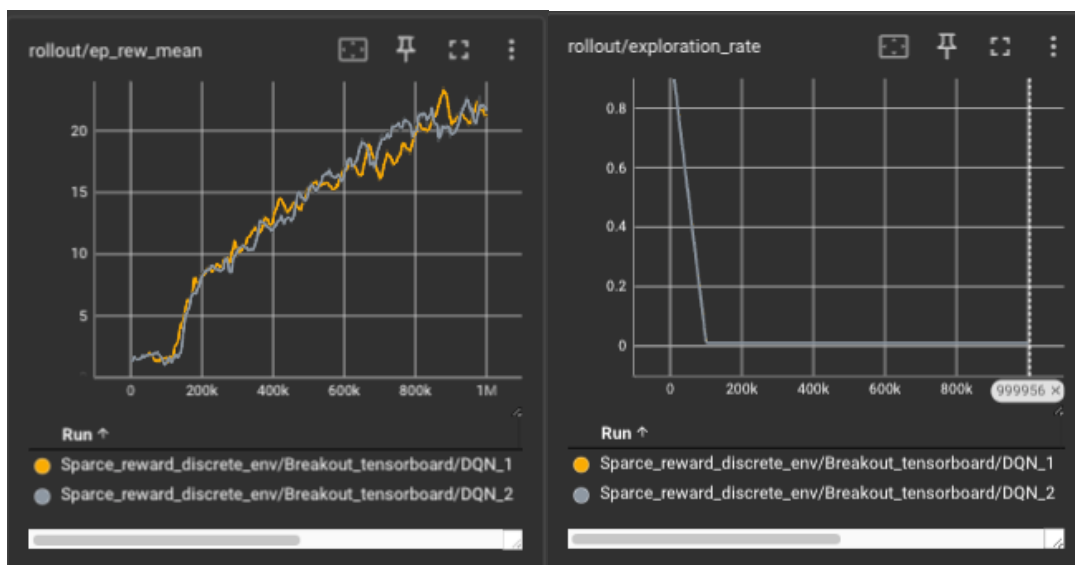 rollout/ep_rew_mean
20
15
10
5
0 200k 400k 600k 800k 1M
Run ↑
Sparce_reward_discrete_env/Breakout_tensorboard/DQN_1
Sparce_reward_discrete_env/Breakout_tensorboard/DQN_2
rollout/exploration_rate
0.8
0.6
0.4
0.2
0
0 200k 400k 600k 800k 999956 ×
Run ↑
Sparce_reward_discrete_env/Breakout_tensorboard/DQN_1
Sparce_reward_discrete_env/Breakout_tensorboard/DQN_2